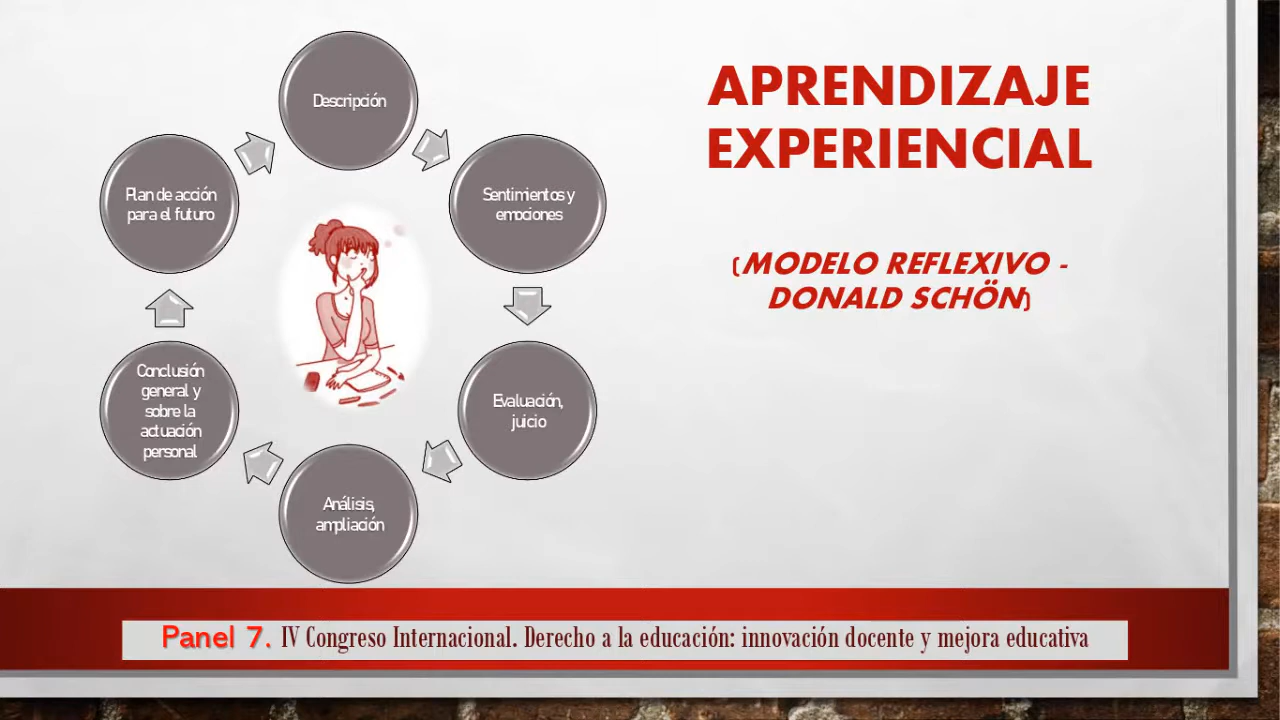 APRENDIZAJE
EXPERIENCIAL
(MODELO REFLEXIVO -
DONALD SCHÖN)
Descripción
Sentimientos y
emociones
Evaluación,
juicio
Análisis,
ampliación
Conclusión
general y
sobre la
actuación
personal
Plan de acción
para el futuro
Panel 7. IV Congreso Internacional. Derecho a la educación: innovación docente y mejora educativa